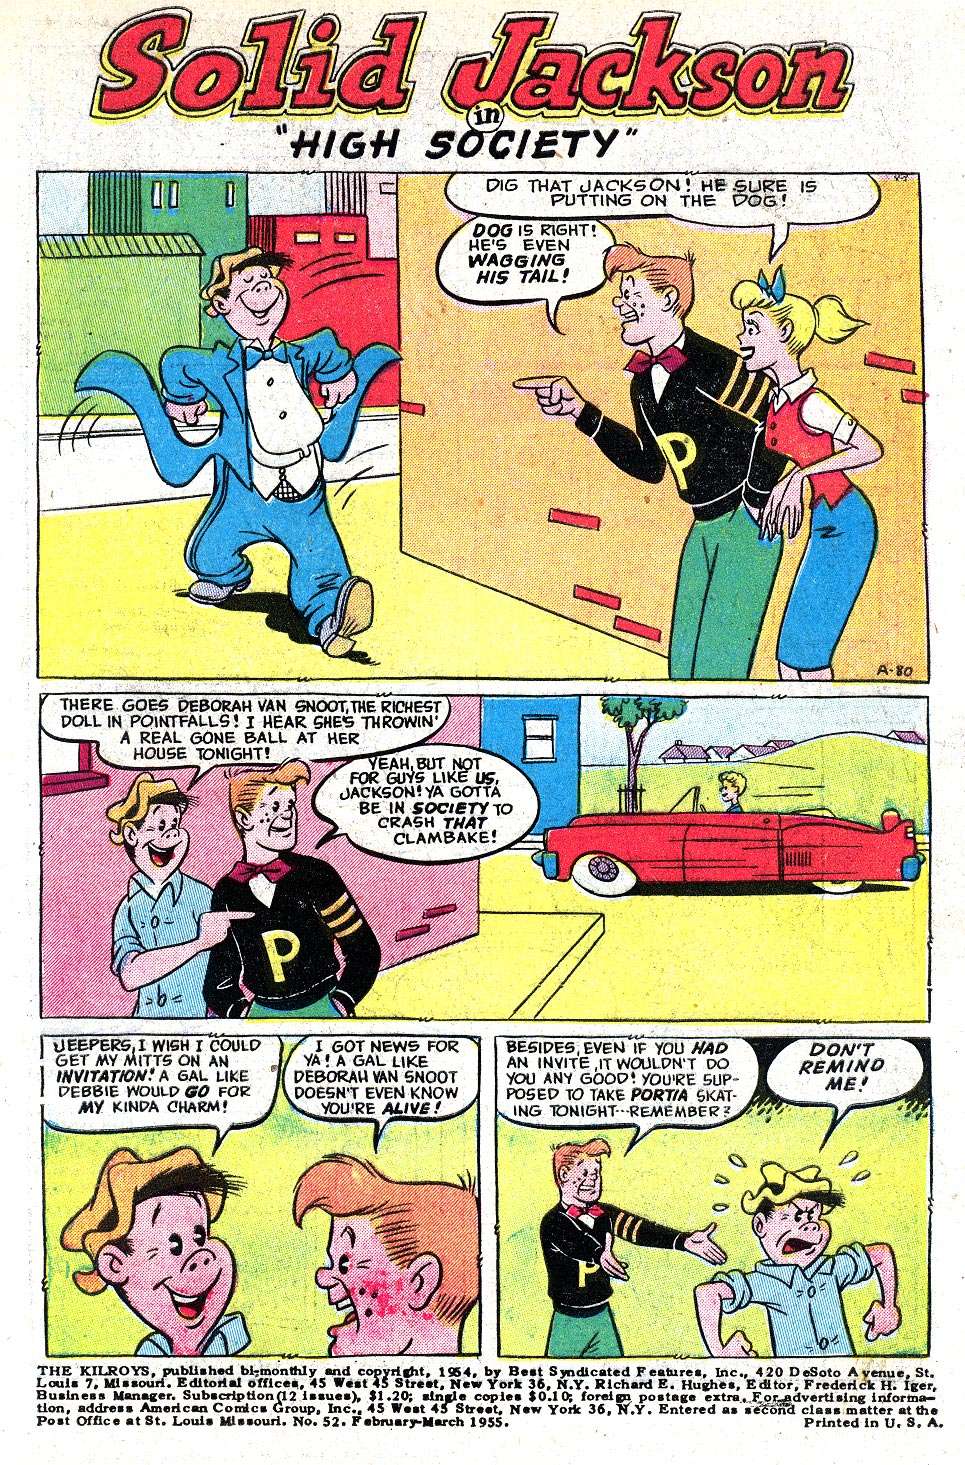 Solid Jackson
in
"HIGH SOCIETY"
DIG THAT JACKSON! HE SURE IS
PUTTING ON THE DOG!
DOG IS RIGHT!
HE'S EVEN
WAGGING
HIS TAIL!
P
A-80
THERE GOES DEBORAH VAN SNOOT, THE RICHEST
DOLL IN POINTFALLS! I HEAR SHE'S THROWIN'
A REAL GONE BALL AT HER
HOUSE TONIGHT!
YEAH, BUT NOT
FOR GUYS LIKE US,
JACKSON! YA GOTTA
BE IN SOCIETY TO
CRASH THAT
CLAMBAKE!
P
JEEPERS, I WISH I COULD
GET MY MITTS ON AN
INVITATION! A GAL LIKE
DEBBIE WOULD GO FOR
MY KINDA CHARM!
I GOT NEWS FOR
YA! A GAL LIKE
DEBORAH VAN SNOOT
DOESN'T EVEN KNOW
YOU'RE ALIVE!
BESIDES, EVEN IF YOU HAD
AN INVITE, IT WOULDN'T DO
YOU ANY GOOD! YOU'RE SUP-
POSED TO TAKE PORTIA SKAT-
ING TONIGHT--REMEMBER?
DON'T
REMIND
ME!
P
THE KILROYS, published bi-monthly and copyright, 1954, by Best Syndicated Features, Inc., 420 DeSoto Avenue, St.
Louis 7, Missouri. Editorial offices, 45 West 45 Street, New York 36, N.Y. Richard E. Hughes, Editor, Frederick H. Iger,
Business Manager. Subscription (12 issues), $1.20; single copies $0.10; foreign postage extra. For advertising informa-
tion, address American Comics Group, Inc., 45 West 45 Street, New York 36, N.Y. Entered as second class matter at the
Post Office at St. Louis Missouri. No. 52. February-March 1955. Printed in U. S. A.